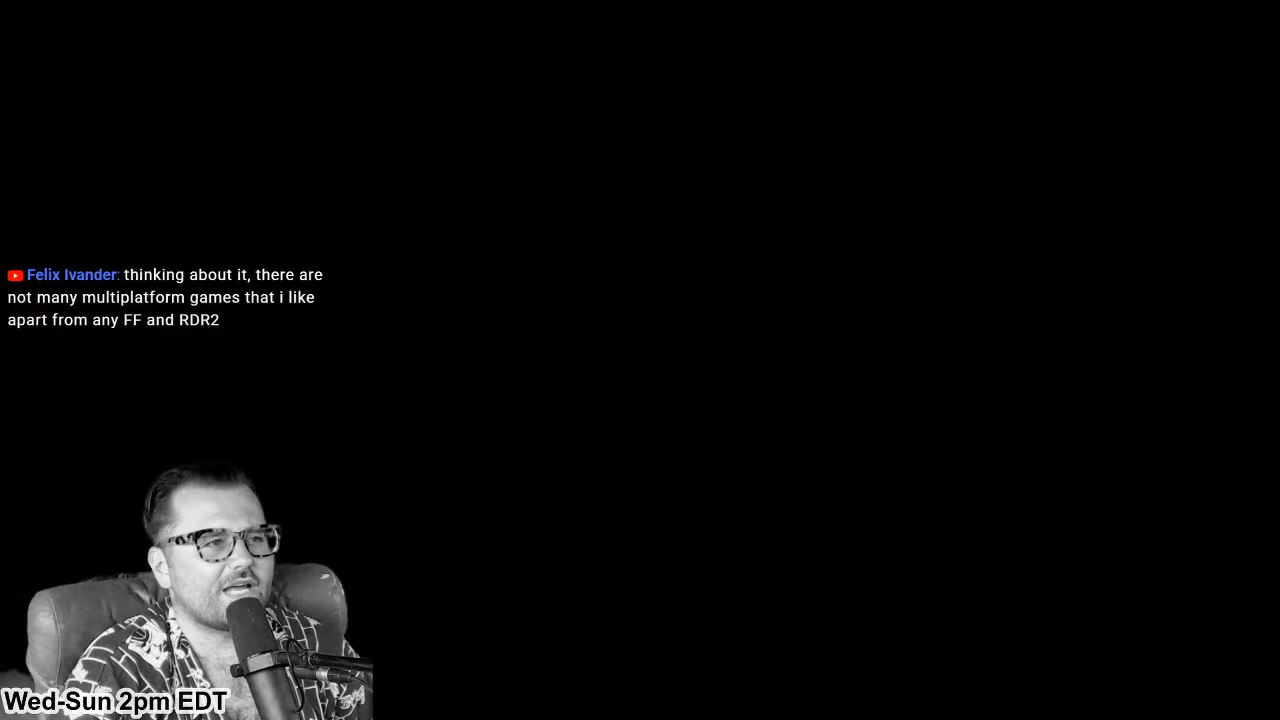 Felix Ivander: thinking about it, there are
not many multiplatform games that i like
apart from any FF and RDR2
Wed-Sun 2pm EDT